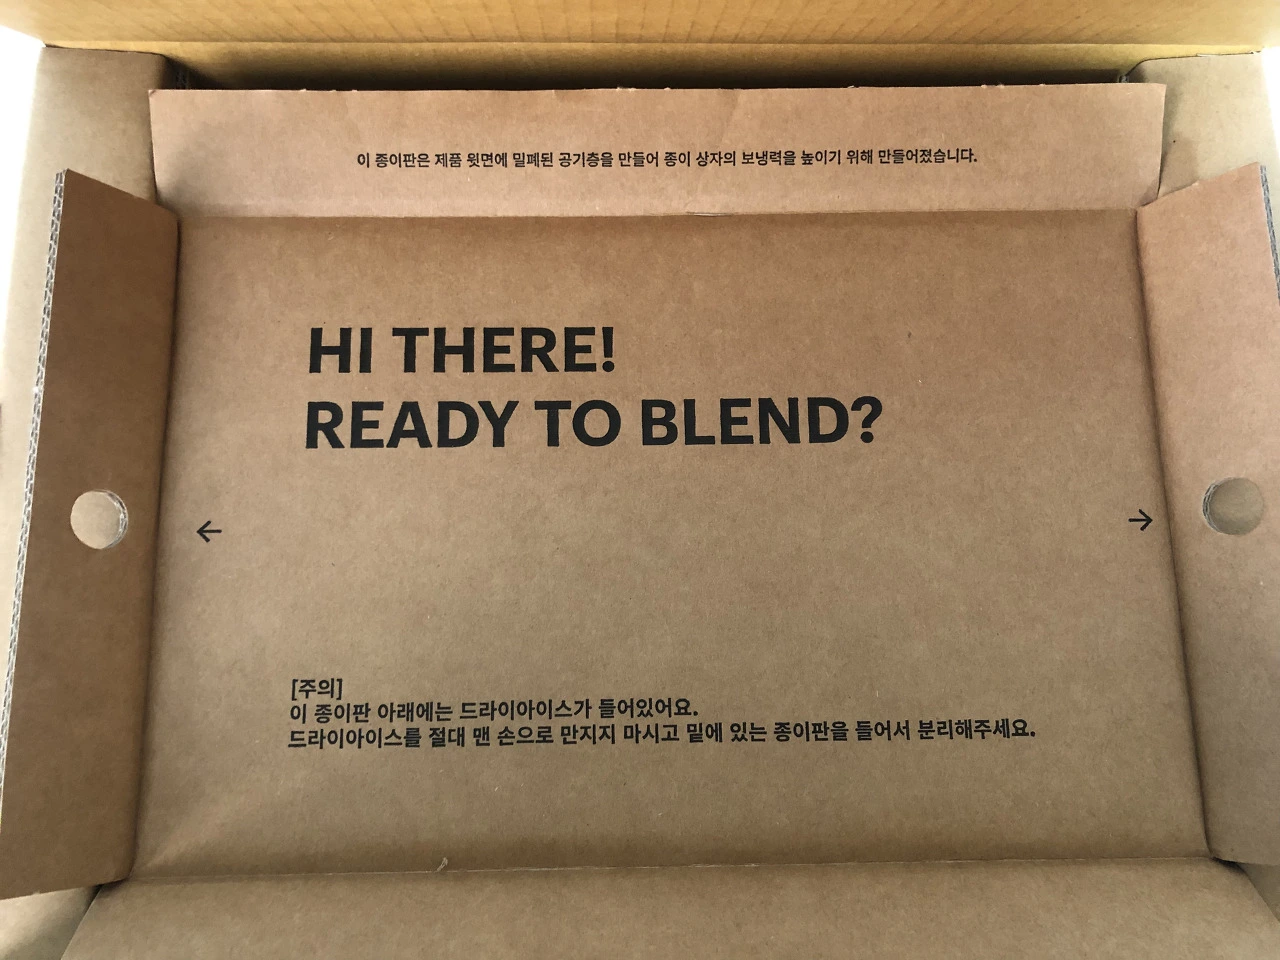 이 종이판은 제품 윗면에 밀폐된 공기층을 만들어 종이 상자의 보냉력을 높이기 위해 만들어졌습니다.
HI THERE!
READY TO BLEND?
← →
[주의]
이 종이판 아래에는 드라이아이스가 들어있어요.
드라이아이스를 절대 맨 손으로 만지지 마시고 밑에 있는 종이판을 들어서 분리해주세요.